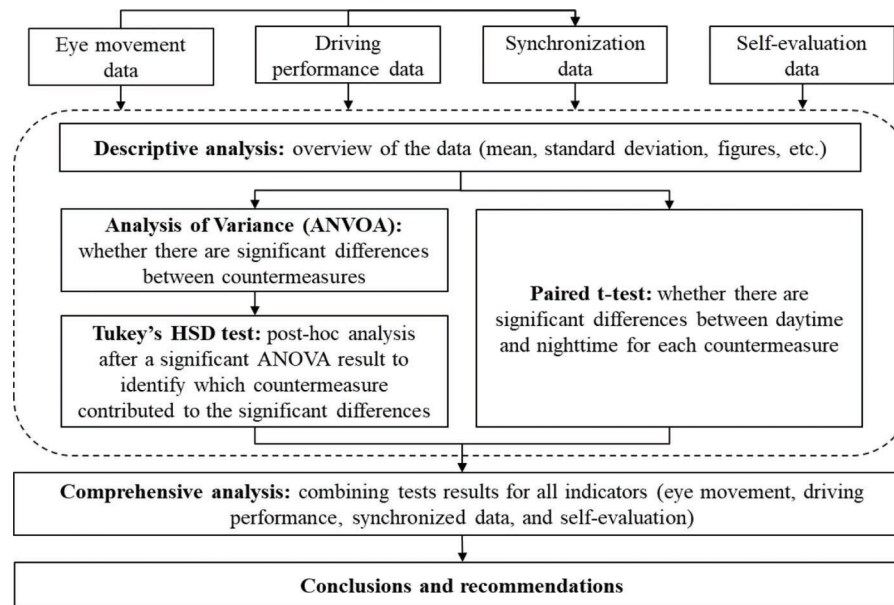 Eye movement
data
Driving
performance data
Synchronization
data
Self-evaluation
data
Descriptive analysis: overview of the data (mean, standard deviation, figures, etc.)
Analysis of Variance (ANVOA):
whether there are significant differences
between countermeasures
Tukey's HSD test: post-hoc analysis
after a significant ANOVA result to
identify which countermeasure
contributed to the significant differences
Paired t-test: whether there are
significant differences between daytime
and nighttime for each countermeasure
Comprehensive analysis: combining tests results for all indicators (eye movement, driving
performance, synchronized data, and self-evaluation)
Conclusions and recommendations